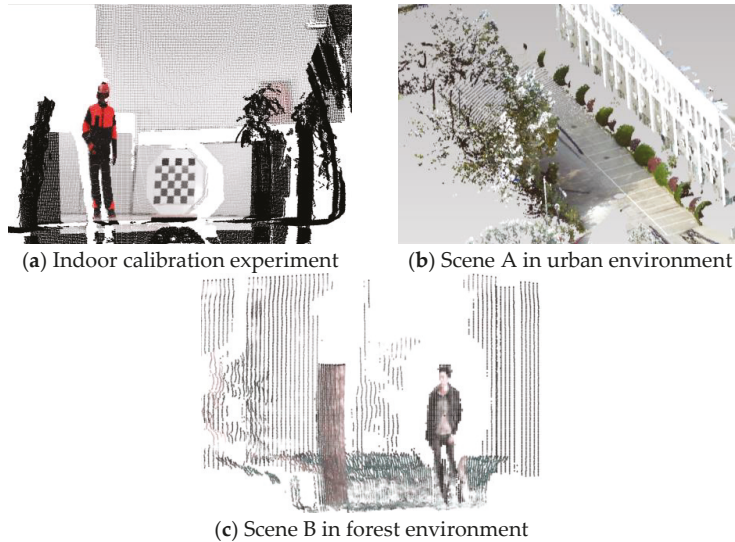 (a) Indoor calibration experiment
(b) Scene A in urban environment
(c) Scene B in forest environment